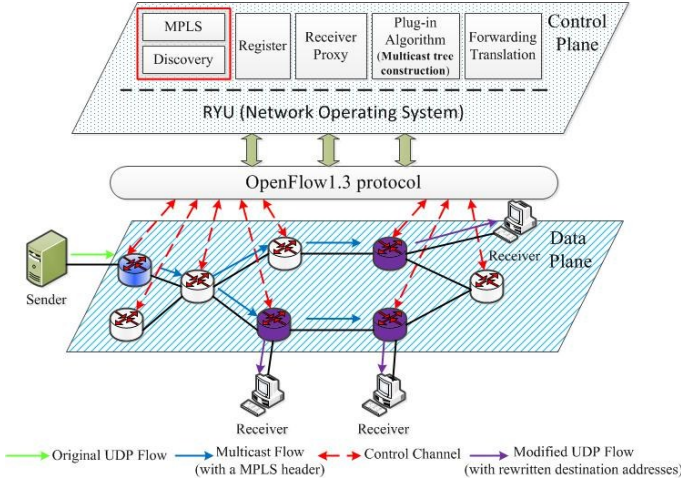 Control
Plane
MPLS
Discovery
Register
Receiver
Proxy
Plug-in
Algorithm
(Multicast tree
construction)
Forwarding
Translation
RYU (Network Operating System)
OpenFlow1.3 protocol
Data
Plane
Sender
Receiver
Receiver
Receiver
Original UDP Flow
Multicast Flow
(with a MPLS header)
Control Channel
Modified UDP Flow
(with rewritten destination addresses)